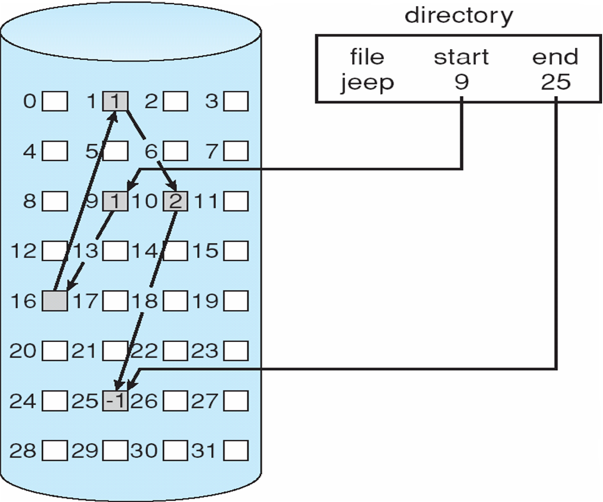 directory
file start end
jeep 9 25
0 1 1 2 3
4 5 6 7
8 9 1 10 2 11
12 13 14 15
16 17 18 19
20 21 22 23
24 25 -1 26 27
28 29 30 31